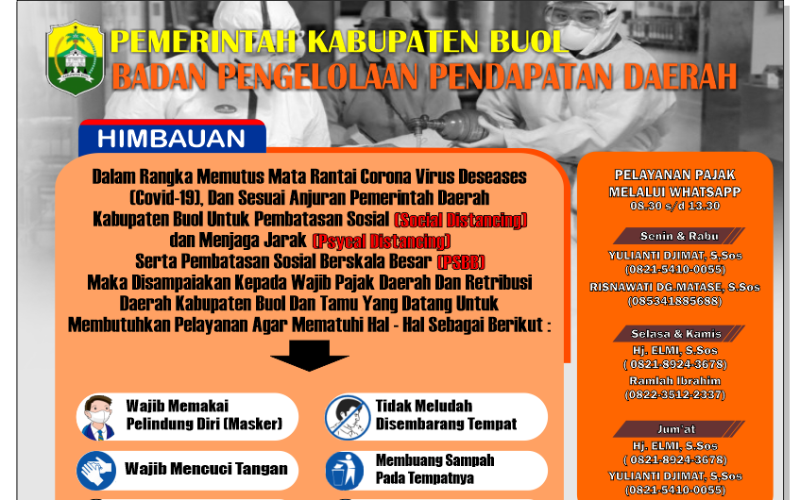 PEMERINTAH KABUPATEN BUOL
BADAN PENGELOLAAN PENDAPATAN DAERAH
HIMBAUAN
Dalam Rangka Memutus Mata Rantai Corona Virus Deseases
(Covid-19), Dan Sesuai Anjuran Pemerintah Daerah
Kabupaten Buol Untuk Pembatasan Sosial (Social Distancing)
dan Menjaga Jarak (Psycal Distancing)
Serta Pembatasan Sosial Berskala Besar (PSBB)
Maka Disampaiakan Kepada Wajib Pajak Daerah Dan Retribusi
Daerah Kabupaten Buol Dan Tamu Yang Datang Untuk
Membutuhkan Pelayanan Agar Mematuhi Hal - Hal Sebagai Berikut :
Wajib Memakai
Pelindung Diri (Masker)
Tidak Meludah
Disembarang Tempat
Wajib Mencuci Tangan
Membuang Sampah
Pada Tempatnya
PELAYANAN PAJAK
MELALUI WHATSAPP
08.30 s/d 13.30
Senin & Rabu
YULIANTI DJIMAT, S,Sos
(0821-5410-0055)
RISNAWATI DG.MATASE, S.Sos
(085341885688)
Selasa & Kamis
Hj. ELMI, S.Sos
( 0821-8924-3678)
Ramlah Ibrahim
(0822-3512-2337)
Jum'at
Hj. ELMI, S.Sos
( 0821-8924-3678)
YULIANTI DJIMAT, S,Sos
(0821-5410-0055)